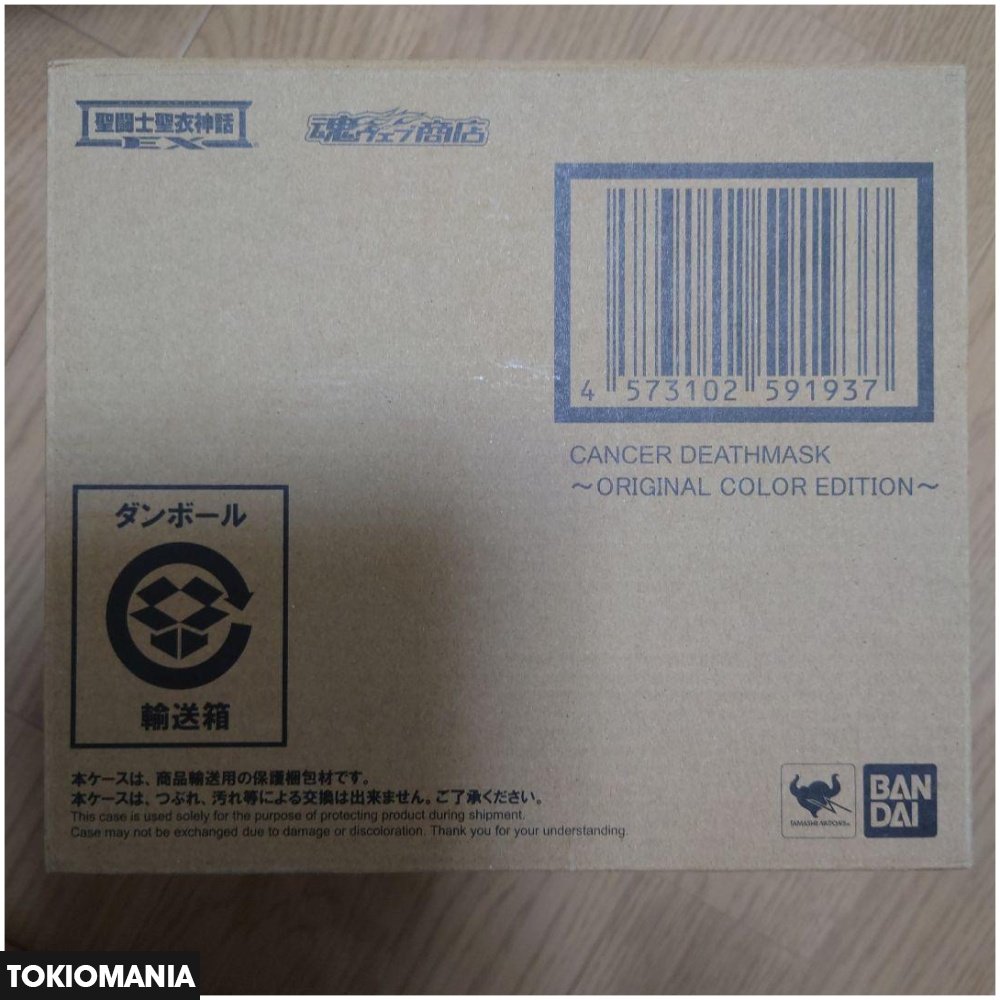 聖闘士聖衣神話
EX
魂ウェブ商店
4 573102 591937
CANCER DEATHMASK
~ORIGINAL COLOR EDITION~
ダンボール
輸送箱
本ケースは、商品輸送用の保護梱包材です。
本ケースは、つぶれ、汚れ等による交換は出来ません。ご了承ください。
This case is used solely for the purpose of protecting product during shipment.
Case may not be exchanged due to damage or discoloration. Thank you for your understanding.
TAMASHII NATIONS
BAN
DAI
TOKIOMANIA